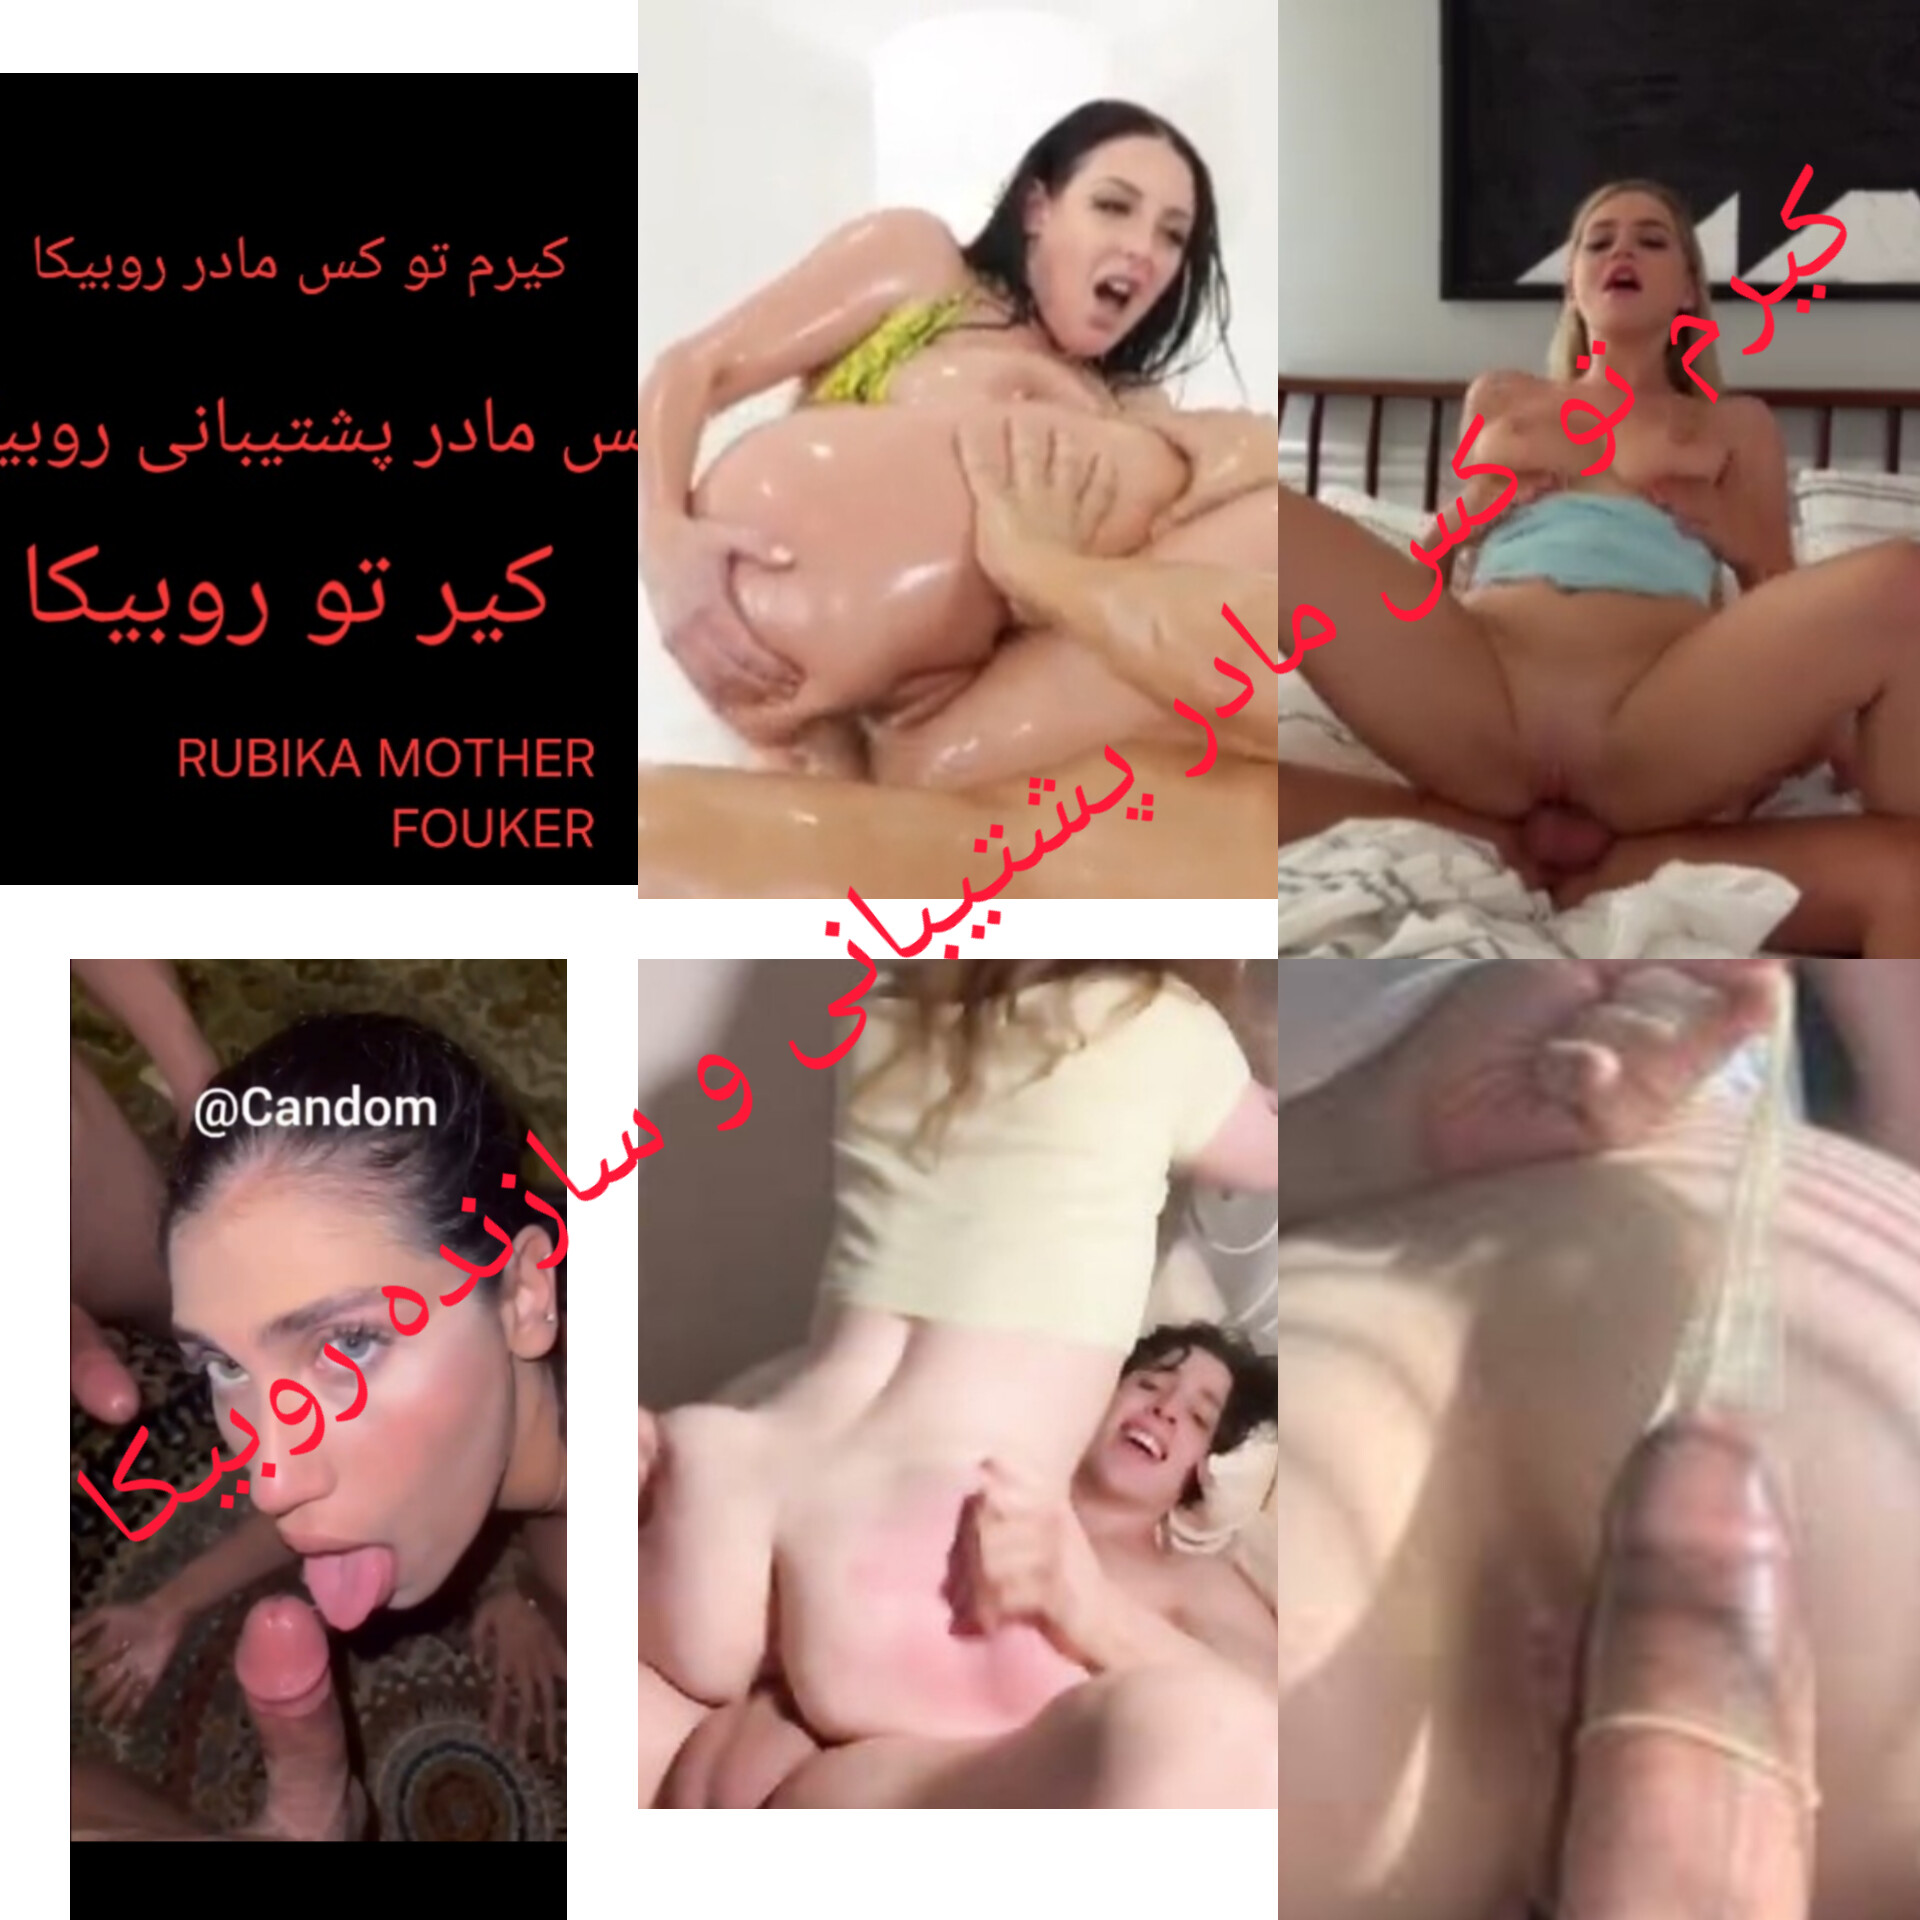 کیرم تو کس مادر روبیکا
س مادر پشتیبانی روبی
کیر تو روبیکا
RUBIKA MOTHER
FOUKER
کیرم تو کس مادر پشتیبانی و سازنده روبیکا
@Candom